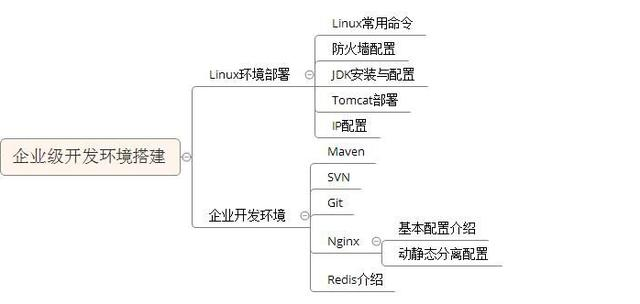 企业级开发环境搭建
Linux环境部署
Linux常用命令
防火墙配置
JDK安装与配置
Tomcat部署
IP配置
企业开发环境
Maven
SVN
Git
Nginx
基本配置介绍
动静态分离配置
Redis介绍